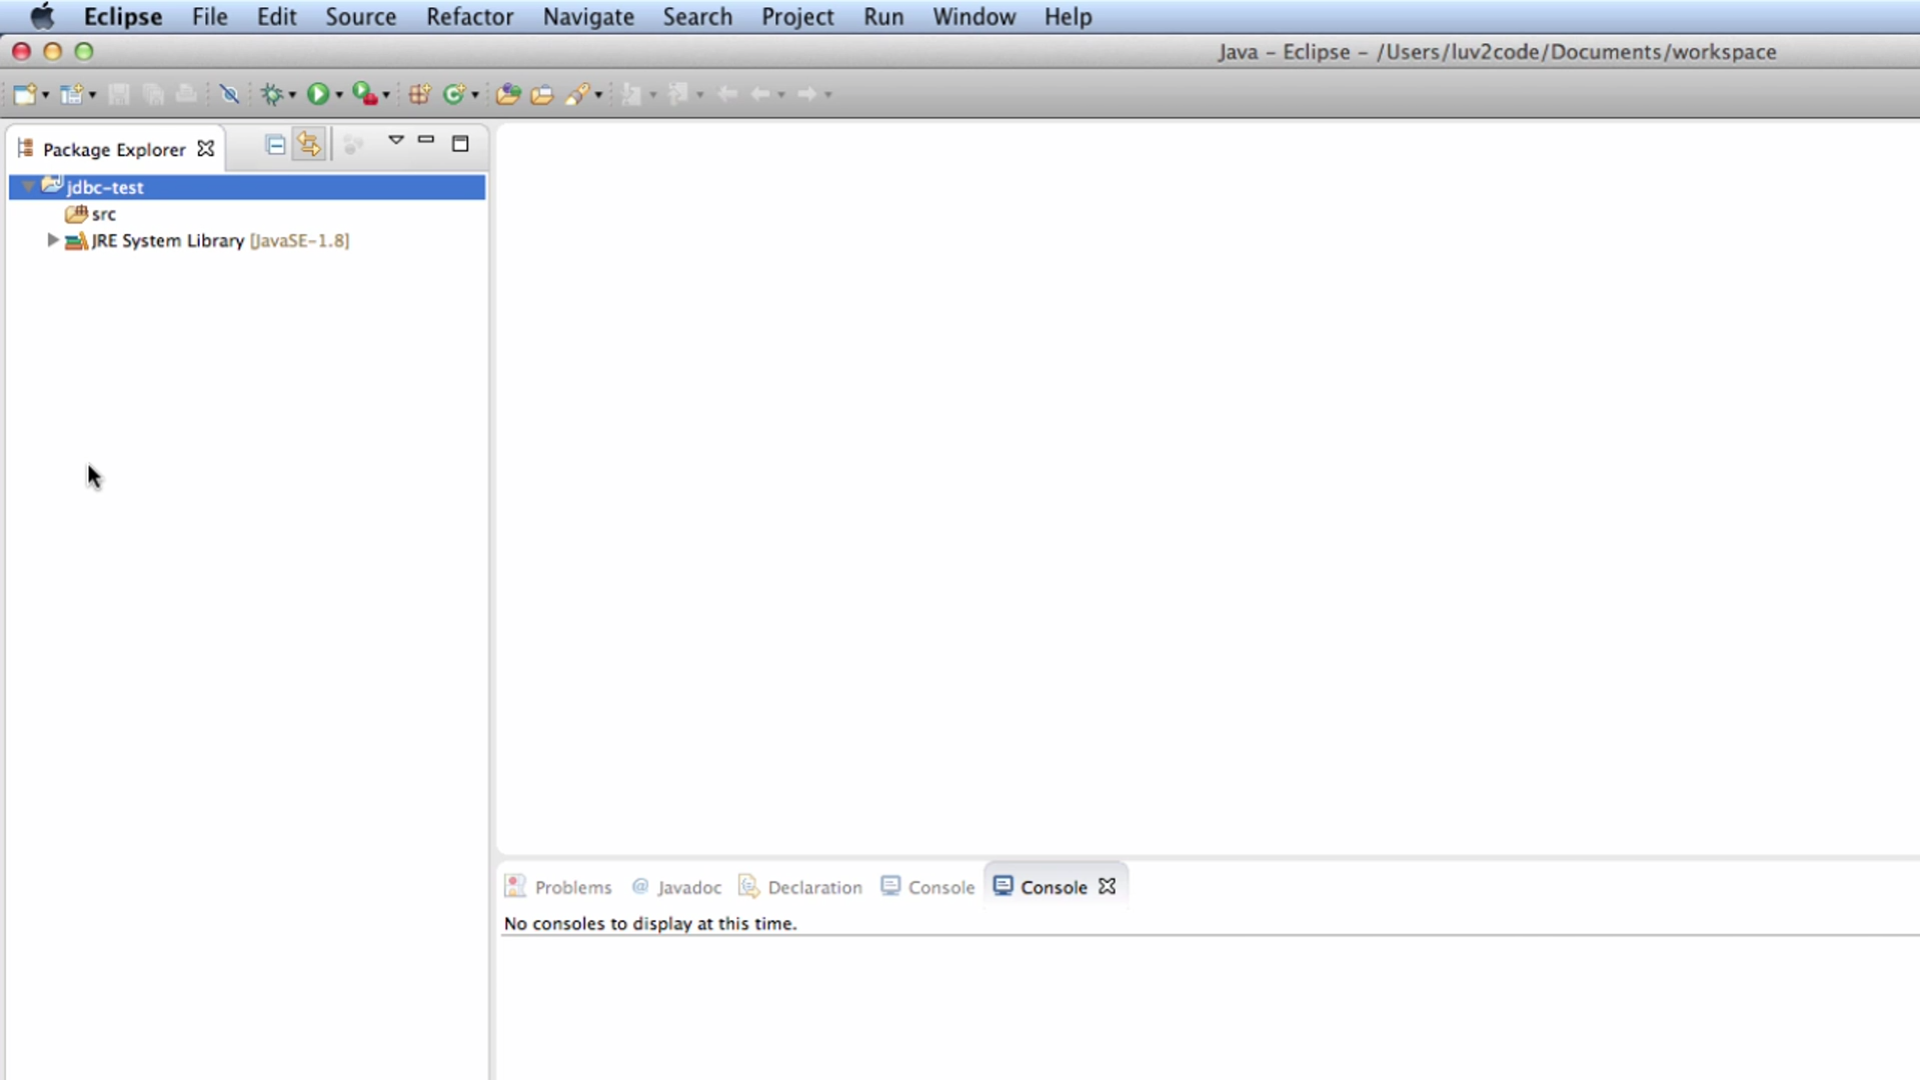 Eclipse File Edit Source Refactor Navigate Search Project Run Window Help
Java – Eclipse – /Users/luv2code/Documents/workspace
Package Explorer
jdbc-test
src
JRE System Library [JavaSE-1.8]
Problems @ Javadoc Declaration Console Console
No consoles to display at this time.